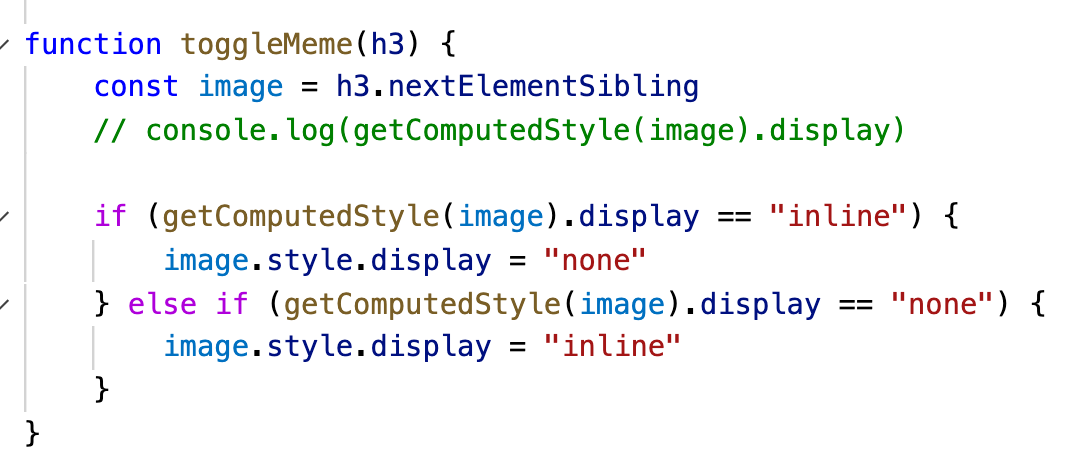 function toggleMeme(h3) {
    const image = h3.nextElementSibling
    // console.log(getComputedStyle(image).display)

    if (getComputedStyle(image).display == "inline") {
        image.style.display = "none"
    } else if (getComputedStyle(image).display == "none") {
        image.style.display = "inline"
    }
}